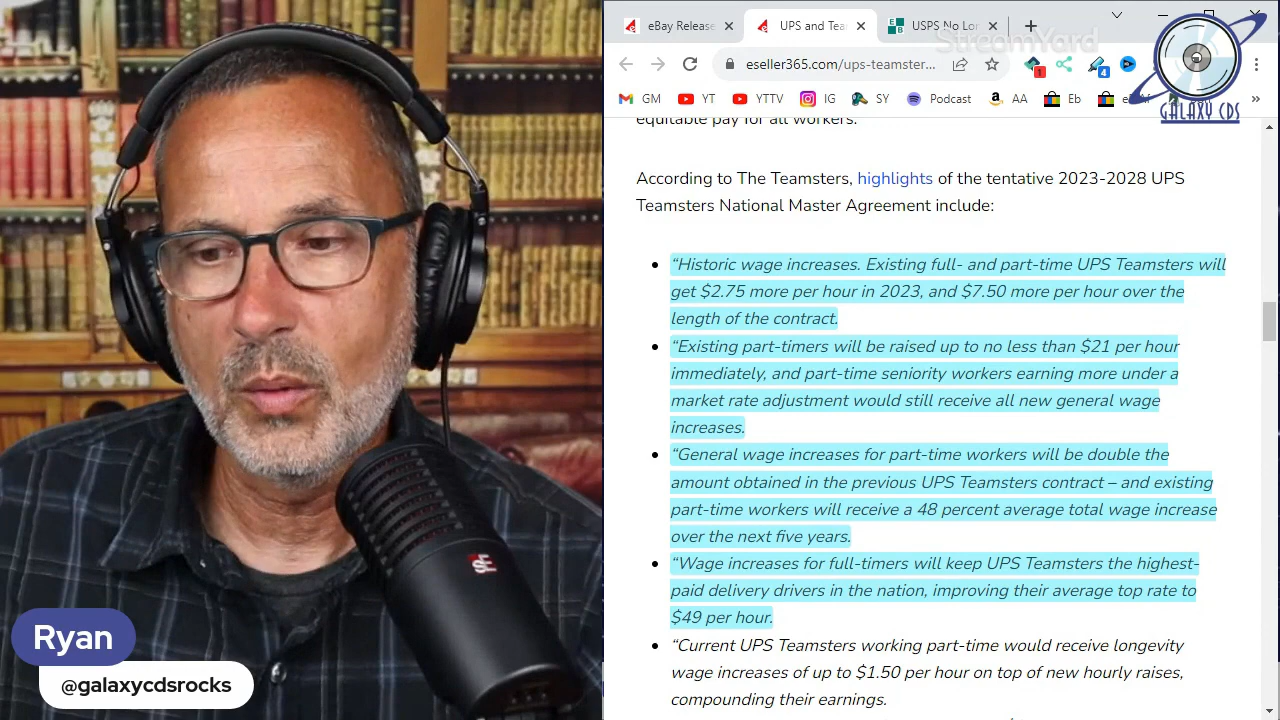 eBay Release
UPS and Tea
USPS No Lon
StreamYard
eseller365.com/ups-teamster...
1
4
GM
YT
YTTV
IG
SY
Podcast
AA
Eb
GALAXY CDS
equitable pay for all workers.
According to The Teamsters, highlights of the tentative 2023-2028 UPS
Teamsters National Master Agreement include:
• “Historic wage increases. Existing full- and part-time UPS Teamsters will
get $2.75 more per hour in 2023, and $7.50 more per hour over the
length of the contract.
• “Existing part-timers will be raised up to no less than $21 per hour
immediately, and part-time seniority workers earning more under a
market rate adjustment would still receive all new general wage
increases.
• “General wage increases for part-time workers will be double the
amount obtained in the previous UPS Teamsters contract – and existing
part-time workers will receive a 48 percent average total wage increase
over the next five years.
• “Wage increases for full-timers will keep UPS Teamsters the highest-
paid delivery drivers in the nation, improving their average top rate to
$49 per hour.
• “Current UPS Teamsters working part-time would receive longevity
wage increases of up to $1.50 per hour on top of new hourly raises,
compounding their earnings.
sE
Ryan
@galaxycdsrocks